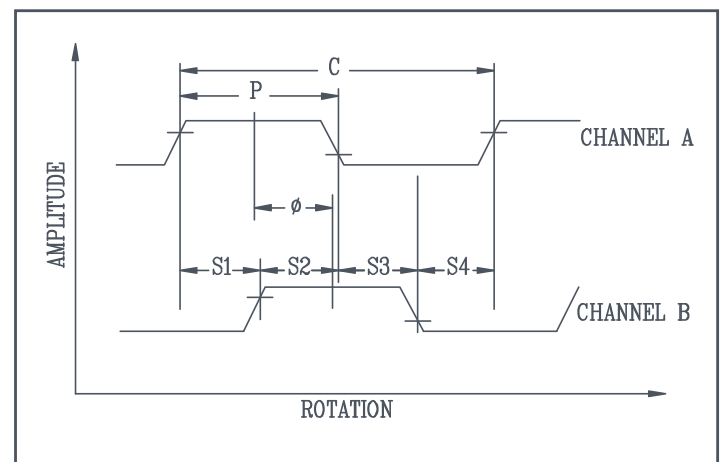 C
P
CHANNEL A
ø
AMPLITUDE
S1 S2 S3 S4
CHANNEL B
ROTATION